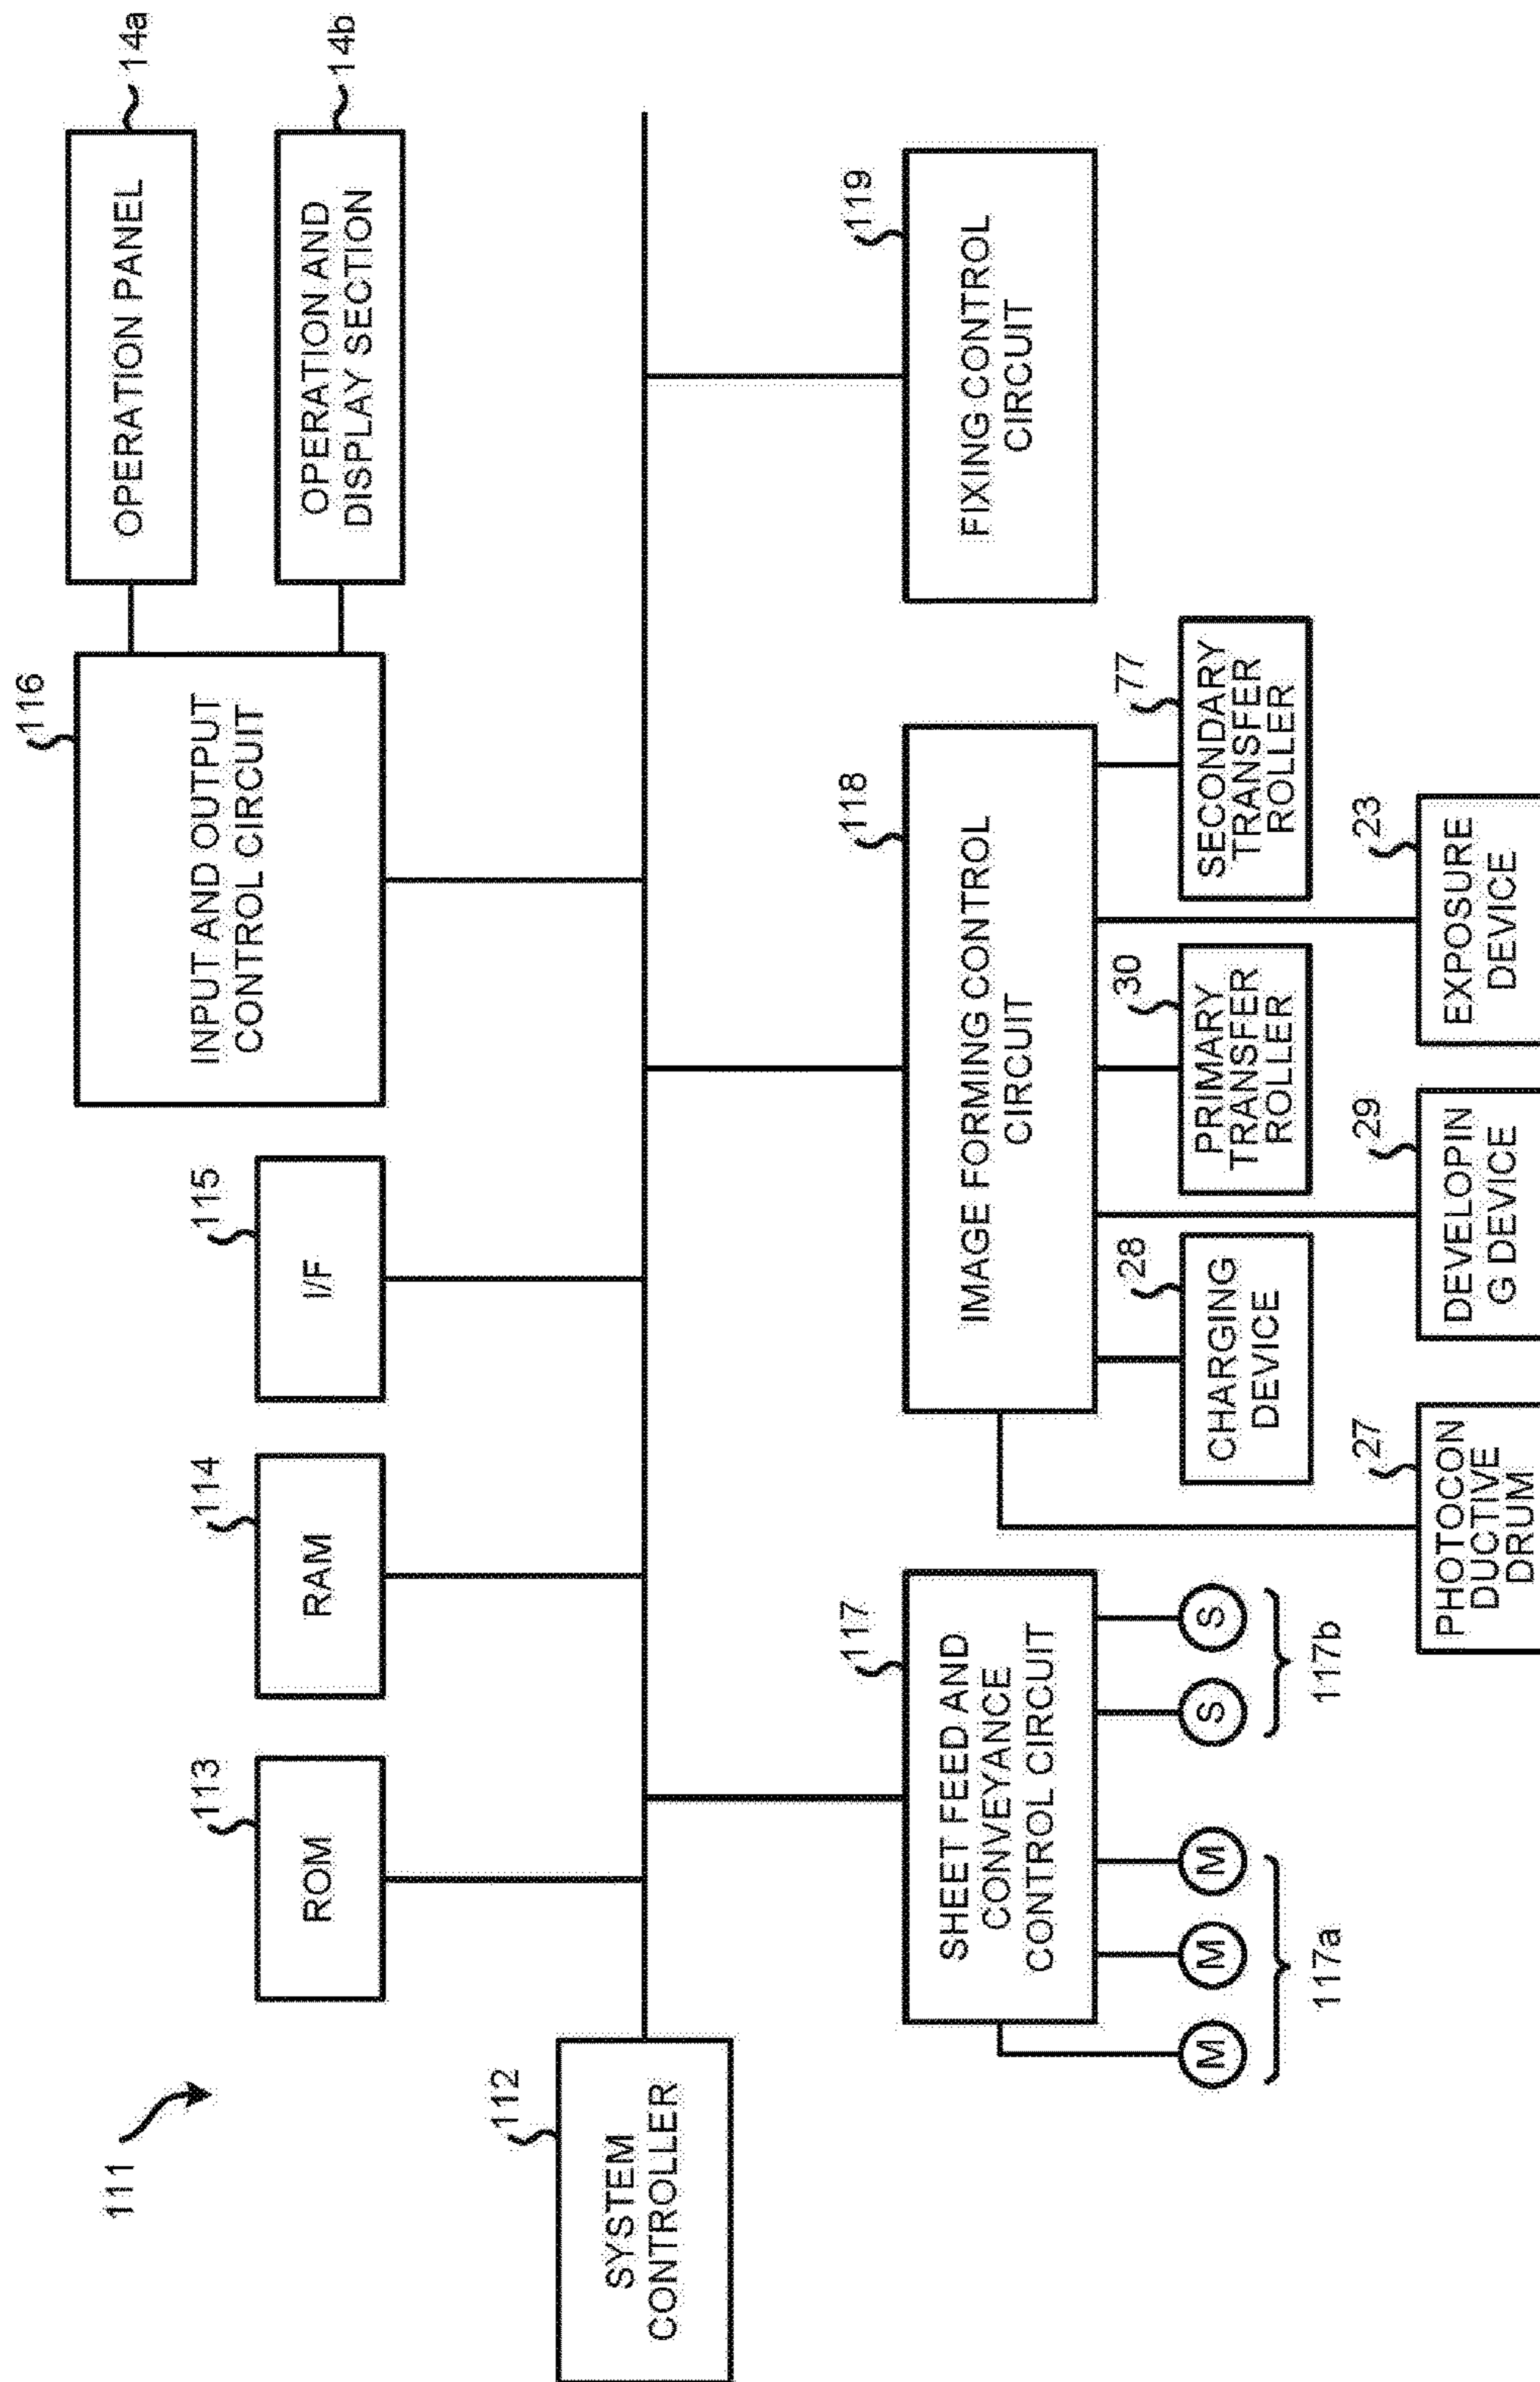 111
14a
OPERATION PANEL
14b
OPERATION AND
DISPLAY SECTION
116
INPUT AND OUTPUT
CONTROL CIRCUIT
113
ROM
114
RAM
115
I/F
112
SYSTEM
CONTROLLER
117
SHEET FEED AND
CONVEYANCE
CONTROL CIRCUIT
M
M
M
117a
S
S
117b
118
IMAGE FORMING CONTROL
CIRCUIT
119
FIXING CONTROL
CIRCUIT
28
CHARGING
DEVICE
30
PRIMARY
TRANSFER
ROLLER
77
SECONDARY
TRANSFER
ROLLER
27
PHOTOCON
DUCTIVE
DRUM
29
DEVELOPIN
G DEVICE
23
EXPOSURE
DEVICE